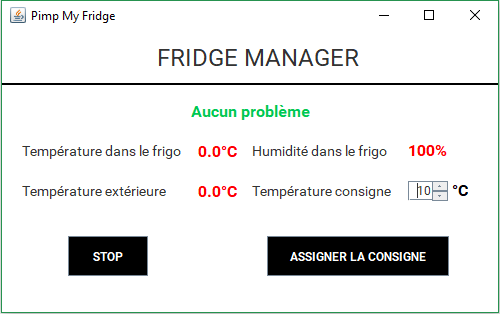 Pimp My Fridge
FRIDGE MANAGER
Aucun problème
Température dans le frigo 0.0°C Humidité dans le frigo 100%
Température extérieure 0.0°C Température consigne 10 °C
STOP ASSIGNER LA CONSIGNE